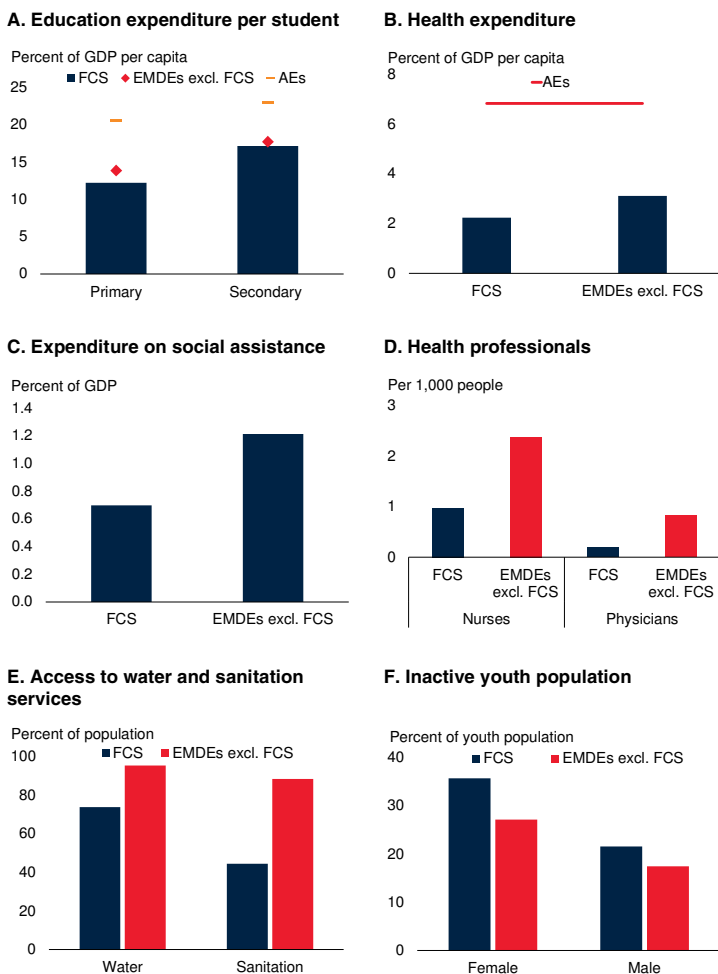 A. Education expenditure per student
Percent of GDP per capita
FCS EMDEs excl. FCS AEs
25
20
15
10
5
0
Primary Secondary
B. Health expenditure
Percent of GDP per capita
8
AEs
6
4
2
0
FCS EMDEs excl. FCS
C. Expenditure on social assistance
Percent of GDP
1.4
1.2
1.0
0.8
0.6
0.4
0.2
0.0
FCS EMDEs excl. FCS
D. Health professionals
Per 1,000 people
3
2
1
0
FCS EMDEs FCS EMDEs
excl. FCS excl. FCS
Nurses Physicians
E. Access to water and sanitation
services
Percent of population
FCS EMDEs excl. FCS
100
80
60
40
20
0
Water Sanitation
F. Inactive youth population
Percent of youth population
FCS EMDEs excl. FCS
40
30
20
10
0
Female Male